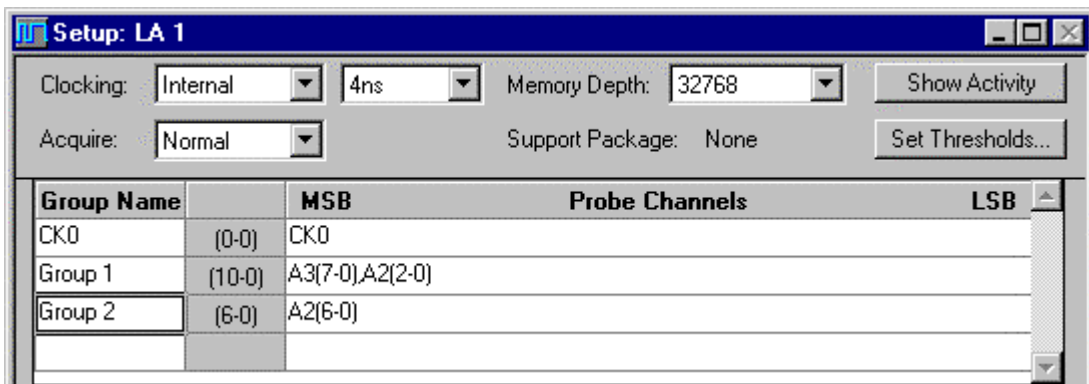 Setup: LA 1
Clocking: Internal 4ns Memory Depth: 32768 Show Activity
Acquire: Normal Support Package: None Set Thresholds...
Group Name MSB Probe Channels LSB
CK0 (0-0) CK0
Group 1 (10-0) A3(7-0),A2(2-0)
Group 2 (6-0) A2(6-0)